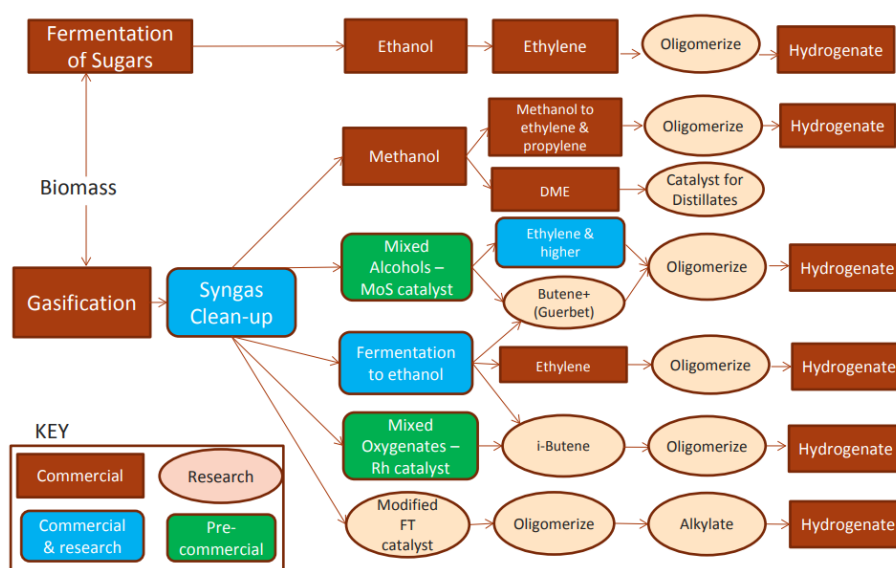 Fermentation
of Sugars
Ethanol
Ethylene
Oligomerize
Hydrogenate
Methanol
Methanol to
ethylene &
propylene
Oligomerize
Hydrogenate
DME
Catalyst for
Distillates
Biomass
Gasification
Syngas
Clean-up
Mixed
Alcohols –
MoS catalyst
Ethylene &
higher
Butene+
(Guerbet)
Oligomerize
Hydrogenate
Fermentation
to ethanol
Ethylene
Oligomerize
Hydrogenate
Mixed
Oxygenates –
Rh catalyst
i-Butene
Oligomerize
Hydrogenate
Modified
FT
catalyst
Oligomerize
Alkylate
Hydrogenate
KEY
Commercial
Research
Commercial
& research
Pre-
commercial